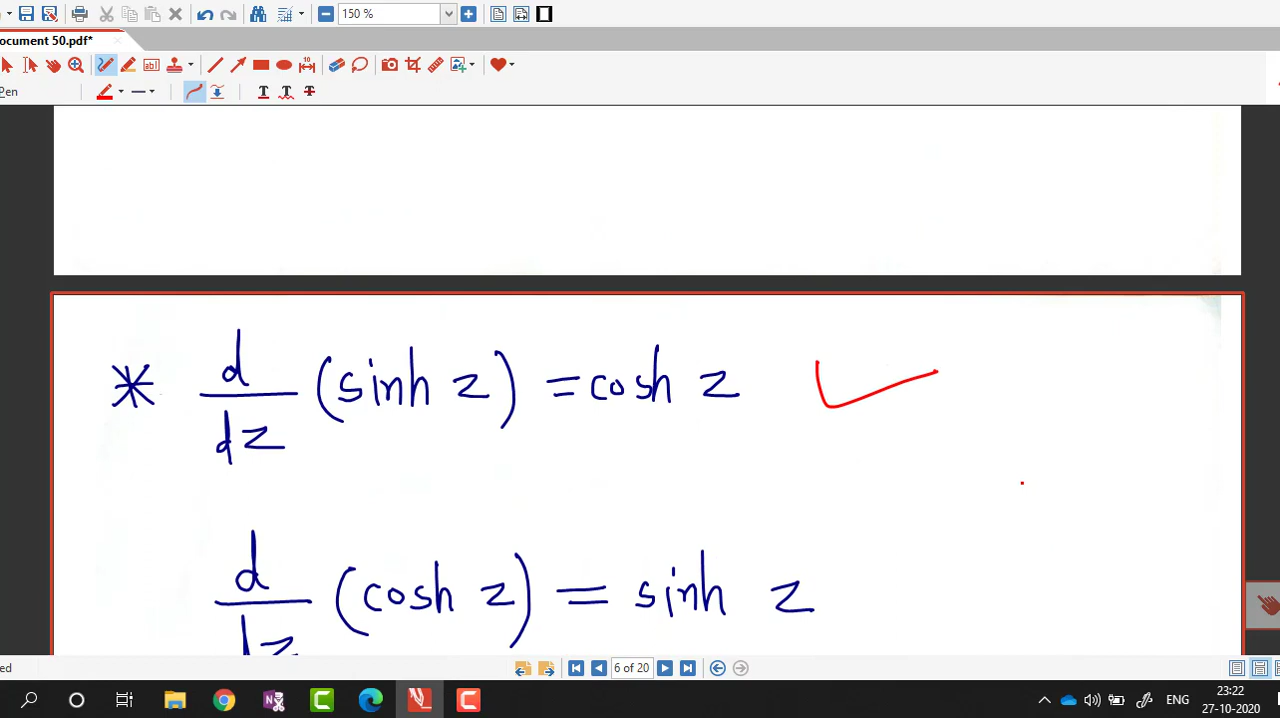 150 %
ocument 50.pdf*
10
Pen
T T T
* d/dz (sinh z) = cosh z
d/dz (cosh z) = sinh z
6 of 20
ENG
23:22
27-10-2020